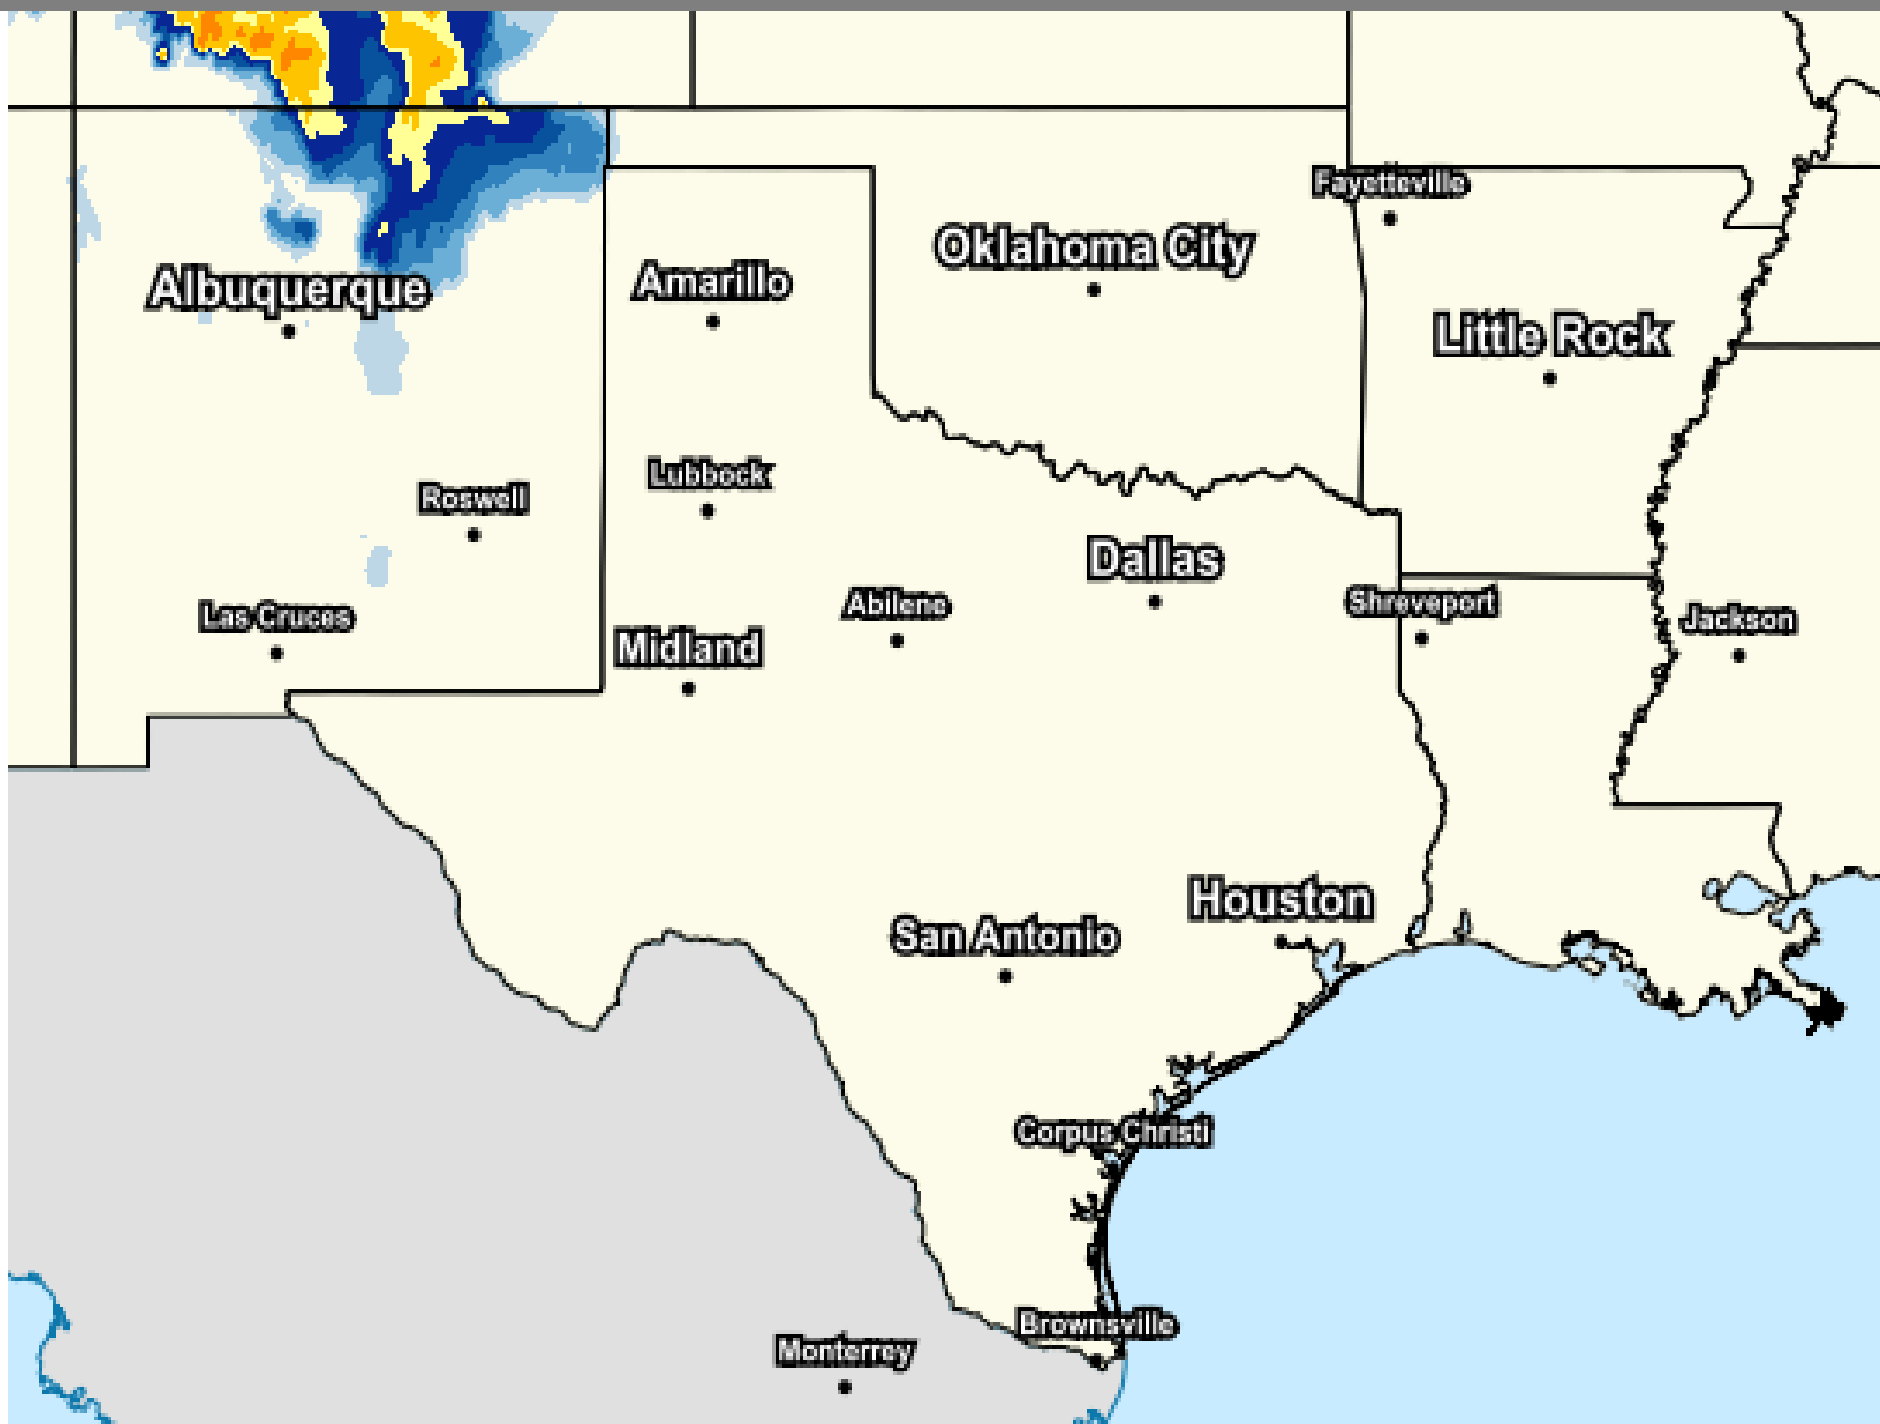 Fayetteville
Oklahoma City
Albuquerque
Amarillo
Little Rock
Lubbock
Roswell
Dallas
Las Cruces
Abilene
Shreveport
Jackson
Midland
Houston
San Antonio
Corpus Christi
Brownsville
Monterrey